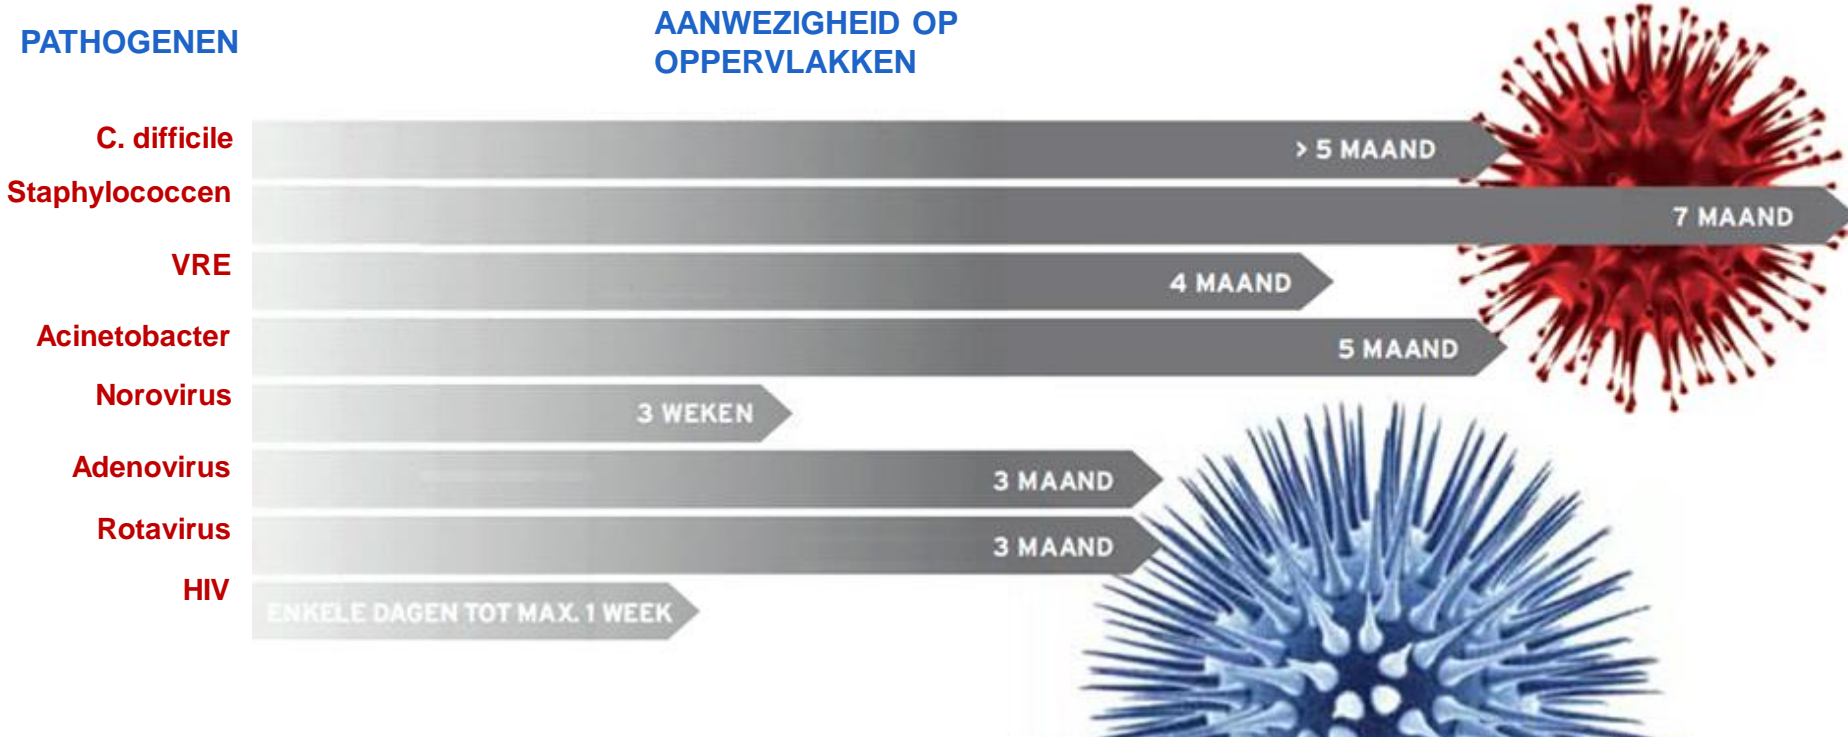 PATHOGENEN
AANWEZIGHEID OP
OPPERVLAKKEN
C. difficile
> 5 MAAND
Staphylococcen
7 MAAND
VRE
4 MAAND
Acinetobacter
5 MAAND
Norovirus
3 WEKEN
Adenovirus
3 MAAND
Rotavirus
3 MAAND
HIV
ENKELE DAGEN TOT MAX. 1 WEEK